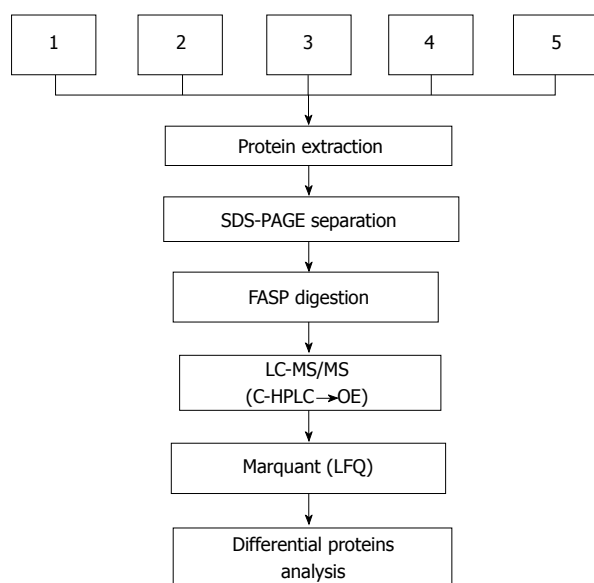 1 2 3 4 5
Protein extraction
SDS-PAGE separation
FASP digestion
LC-MS/MS
(C-HPLC→OE)
Marquant (LFQ)
Differential proteins
analysis